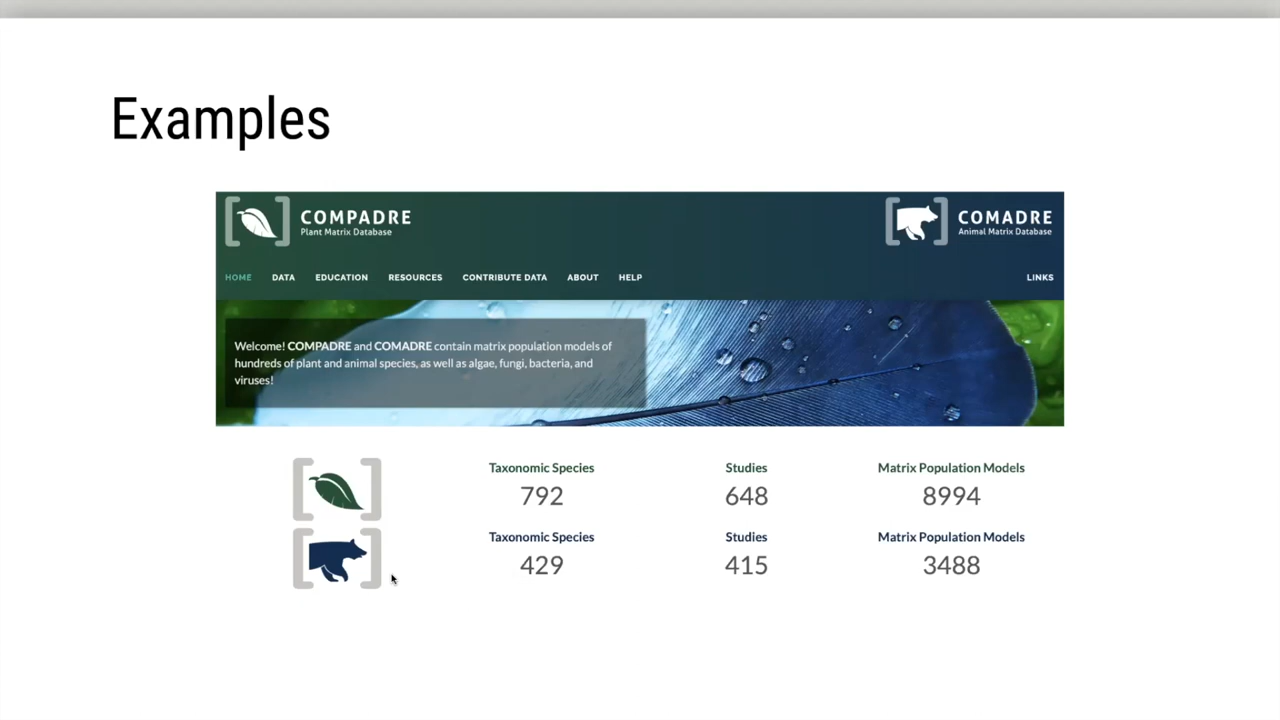 Examples
COMPADRE
Plant Matrix Database
COMADRE
Animal Matrix Database
HOME DATA EDUCATION RESOURCES CONTRIBUTE DATA ABOUT HELP LINKS
Welcome! COMPADRE and COMADRE contain matrix population models of
hundreds of plant and animal species, as well as algae, fungi, bacteria, and
viruses!
Taxonomic Species Studies Matrix Population Models
792 648 8994
Taxonomic Species Studies Matrix Population Models
429 415 3488